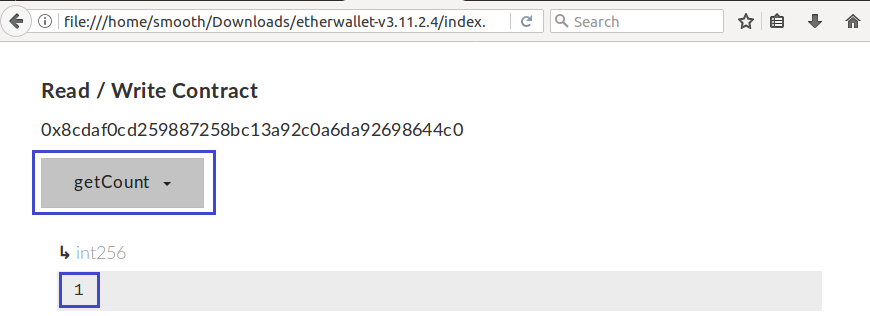 file:///home/smooth/Downloads/etherwallet-v3.11.2.4/index.
Search
Read / Write Contract
0x8cdaf0cd259887258bc13a92c0a6da92698644c0
getCount
↳ int256
1